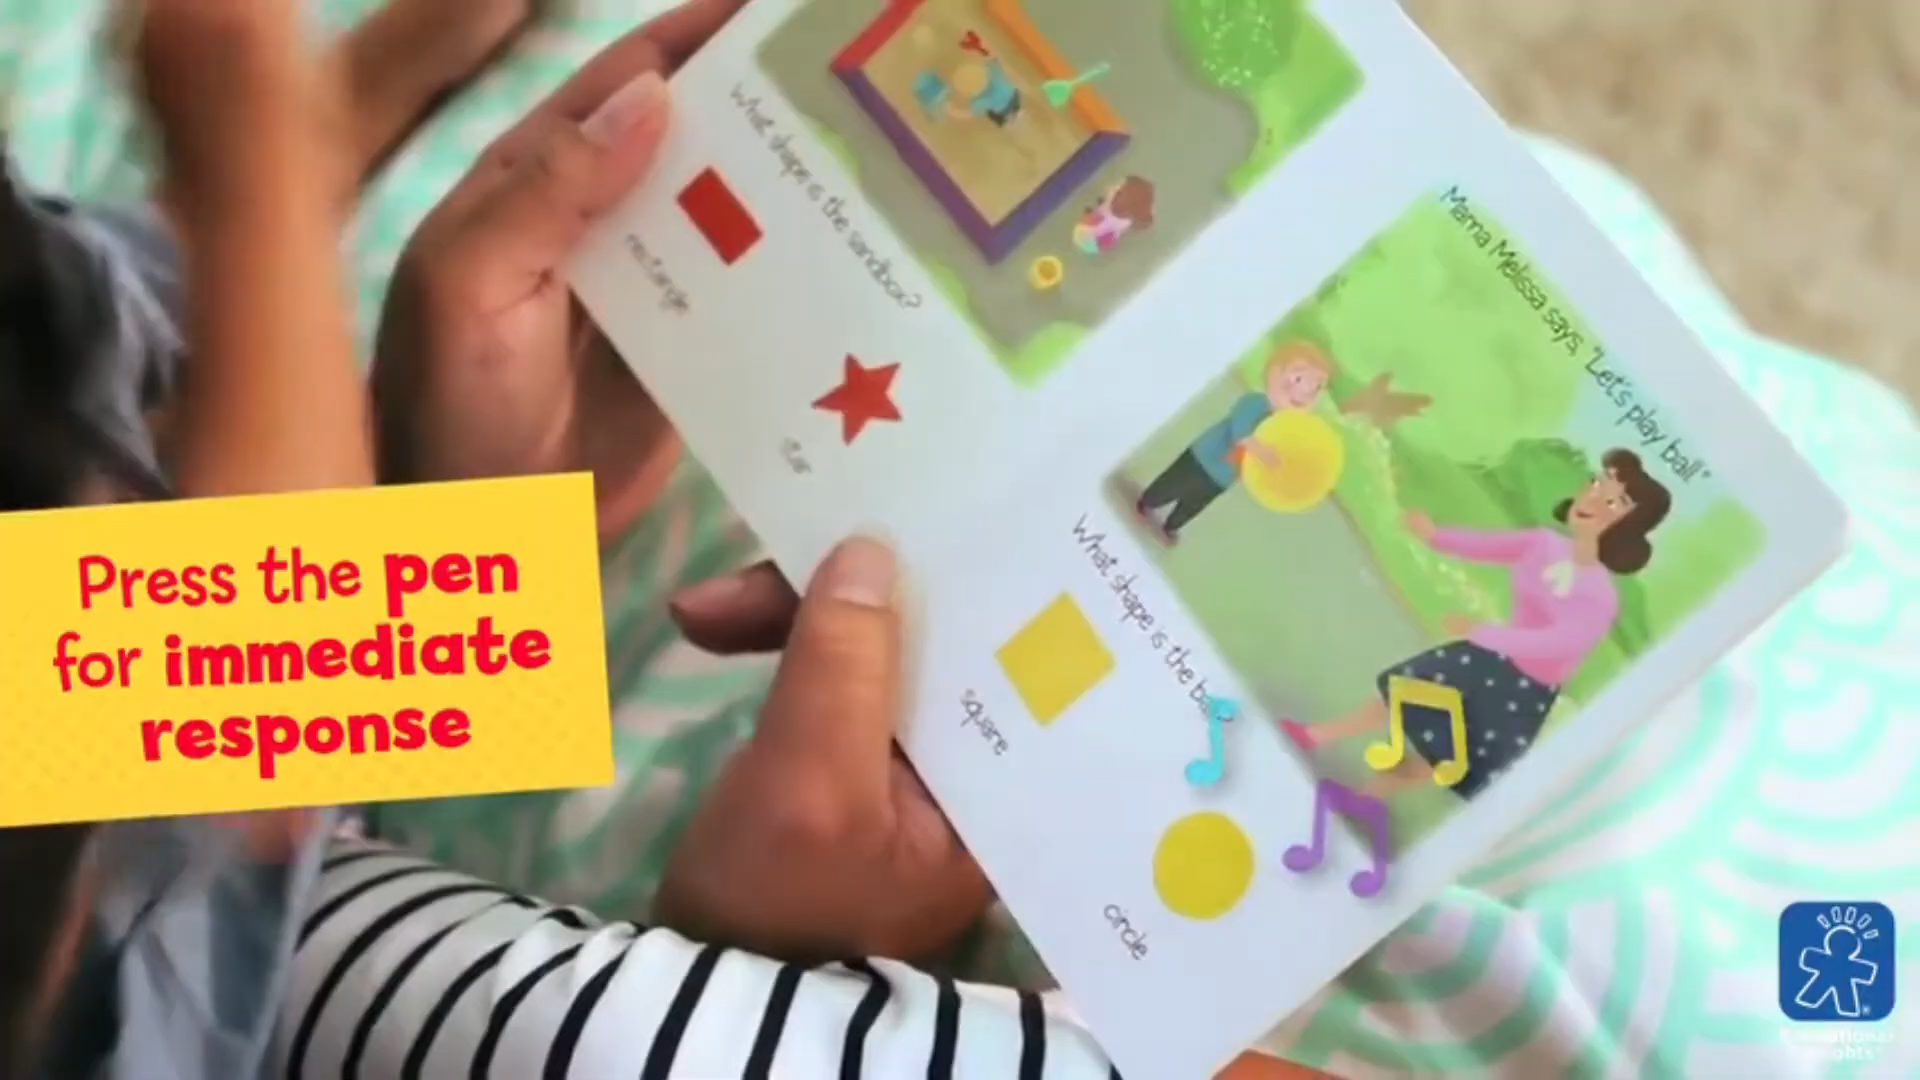 Press the pen
for immediate
response
What shape is the sandbox?
rectangle
star
Mama Melissa says, "Let's play ball."
What shape is the
square
circle